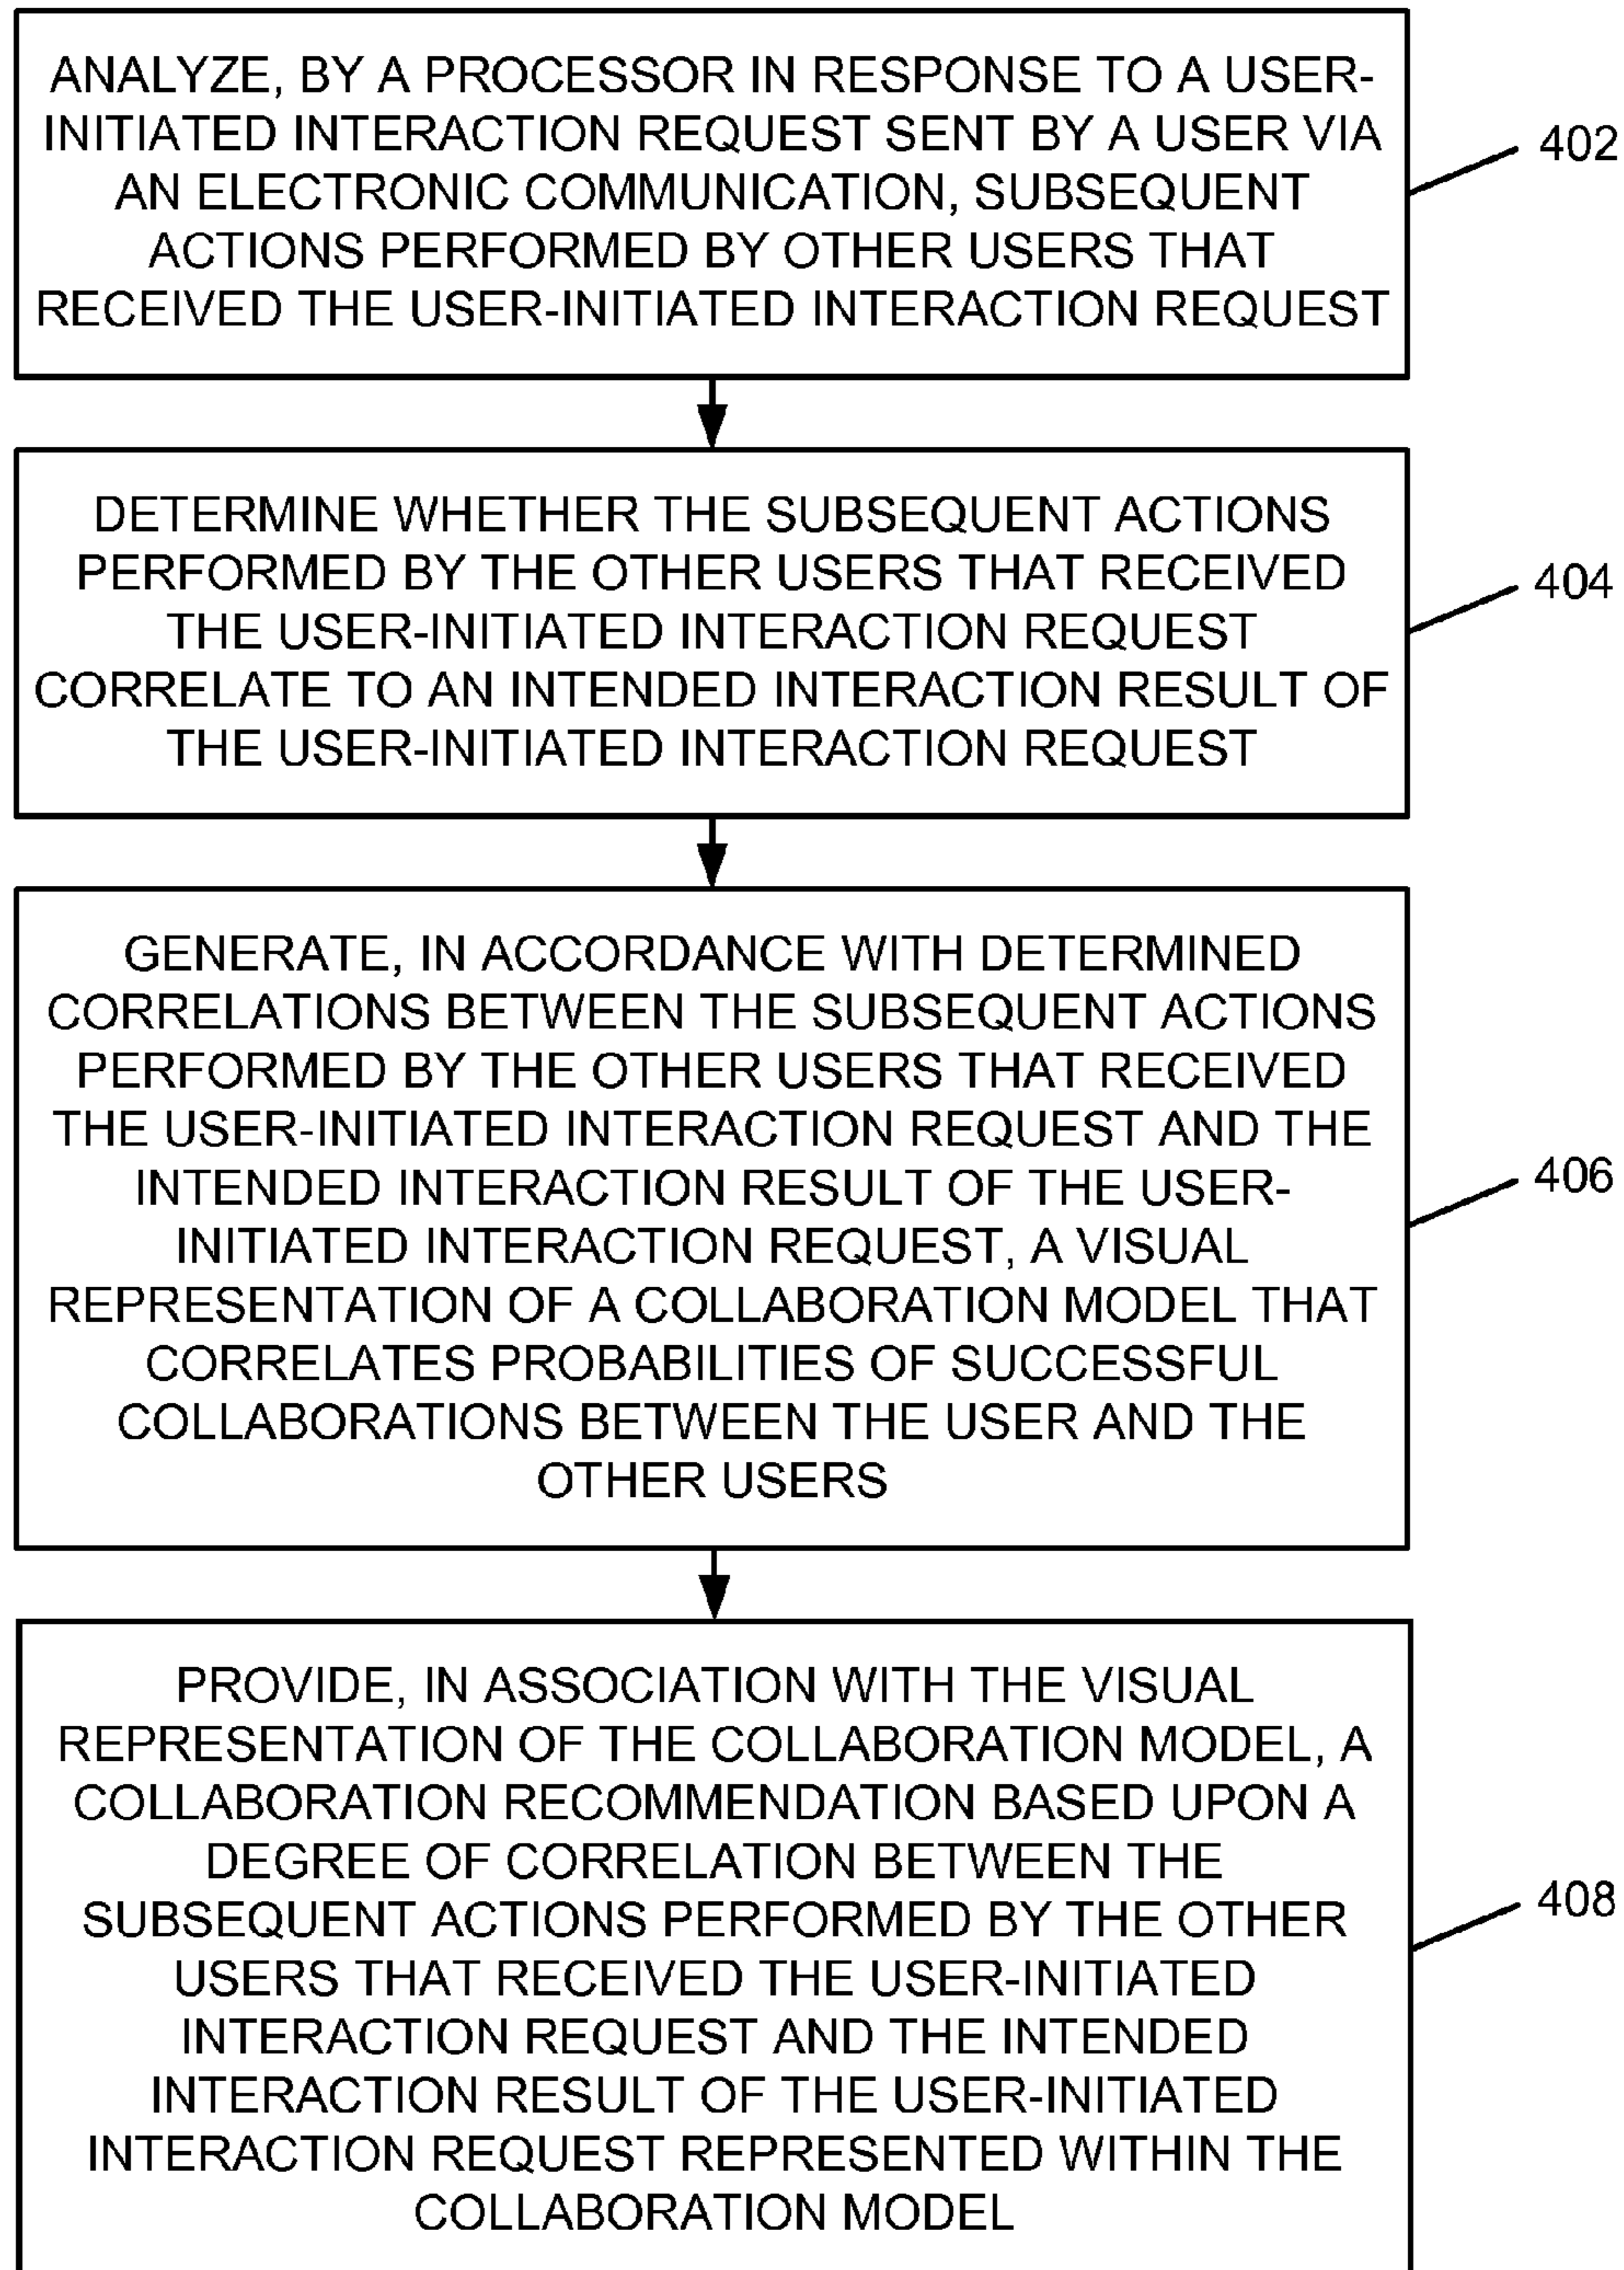 ANALYZE, BY A PROCESSOR IN RESPONSE TO A USER-
INITIATED INTERACTION REQUEST SENT BY A USER VIA
AN ELECTRONIC COMMUNICATION, SUBSEQUENT
ACTIONS PERFORMED BY OTHER USERS THAT
RECEIVED THE USER-INITIATED INTERACTION REQUEST
402
DETERMINE WHETHER THE SUBSEQUENT ACTIONS
PERFORMED BY THE OTHER USERS THAT RECEIVED
THE USER-INITIATED INTERACTION REQUEST
CORRELATE TO AN INTENDED INTERACTION RESULT OF
THE USER-INITIATED INTERACTION REQUEST
404
GENERATE, IN ACCORDANCE WITH DETERMINED
CORRELATIONS BETWEEN THE SUBSEQUENT ACTIONS
PERFORMED BY THE OTHER USERS THAT RECEIVED
THE USER-INITIATED INTERACTION REQUEST AND THE
INTENDED INTERACTION RESULT OF THE USER-
INITIATED INTERACTION REQUEST, A VISUAL
REPRESENTATION OF A COLLABORATION MODEL THAT
CORRELATES PROBABILITIES OF SUCCESSFUL
COLLABORATIONS BETWEEN THE USER AND THE
OTHER USERS
406
PROVIDE, IN ASSOCIATION WITH THE VISUAL
REPRESENTATION OF THE COLLABORATION MODEL, A
COLLABORATION RECOMMENDATION BASED UPON A
DEGREE OF CORRELATION BETWEEN THE
SUBSEQUENT ACTIONS PERFORMED BY THE OTHER
USERS THAT RECEIVED THE USER-INITIATED
INTERACTION REQUEST AND THE INTENDED
INTERACTION RESULT OF THE USER-INITIATED
INTERACTION REQUEST REPRESENTED WITHIN THE
COLLABORATION MODEL
408